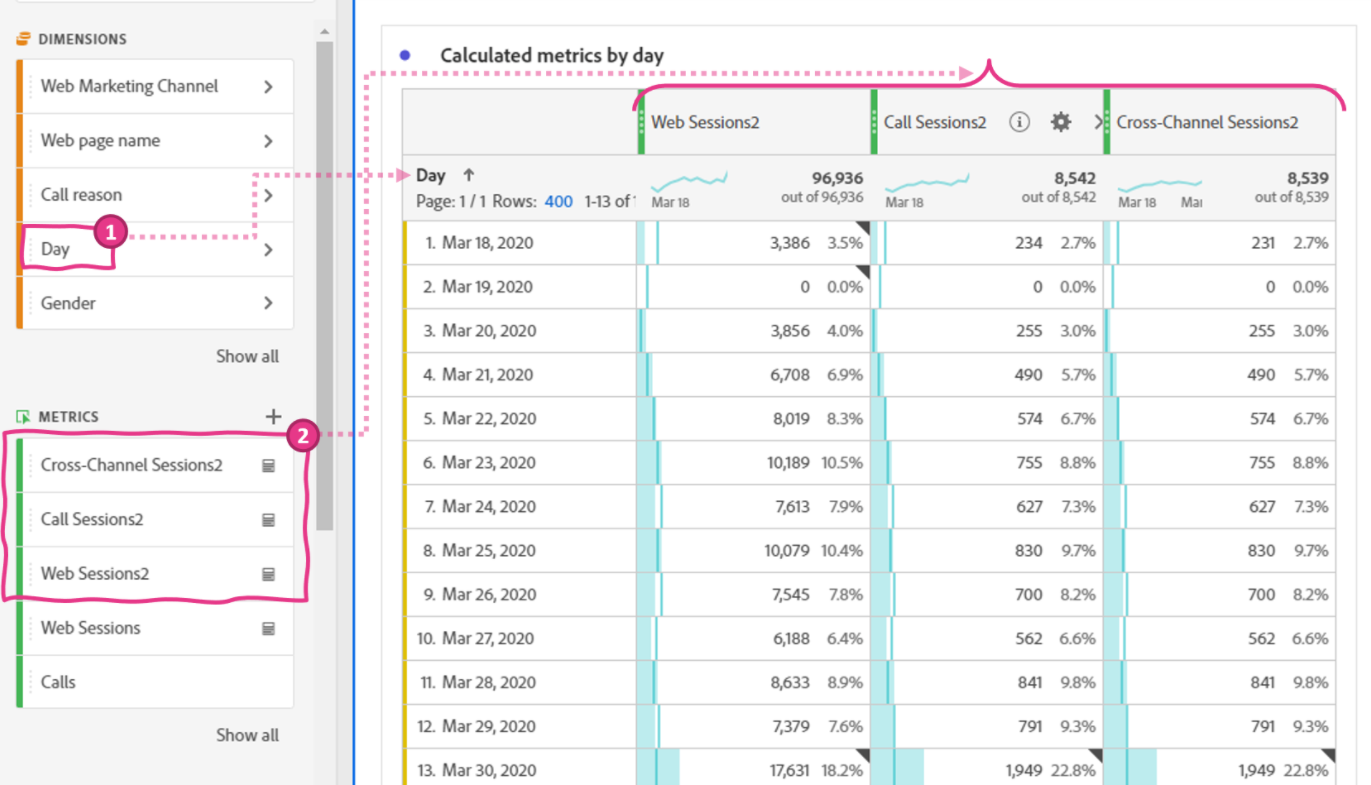 DIMENSIONS
Web Marketing Channel
Web page name
Call reason
Day
1
Gender
Show all
METRICS
2
Cross-Channel Sessions2
Call Sessions2
Web Sessions2
Web Sessions
Calls
Show all
Calculated metrics by day
Web Sessions2 Call Sessions2 Cross-Channel Sessions2
Day 96,936 8,542 8,539
Page: 1 / 1 Rows: 400 1-13 of Mar 18 out of 96,936 Mar 18 out of 8,542 Mar 18 out of 8,539
1. Mar 18, 2020 3,386 3.5% 234 2.7% 231 2.7%
2. Mar 19, 2020 0 0.0% 0 0.0% 0 0.0%
3. Mar 20, 2020 3,856 4.0% 255 3.0% 255 3.0%
4. Mar 21, 2020 6,708 6.9% 490 5.7% 490 5.7%
5. Mar 22, 2020 8,019 8.3% 574 6.7% 574 6.7%
6. Mar 23, 2020 10,189 10.5% 755 8.8% 755 8.8%
7. Mar 24, 2020 7,613 7.9% 627 7.3% 627 7.3%
8. Mar 25, 2020 10,079 10.4% 830 9.7% 830 9.7%
9. Mar 26, 2020 7,545 7.8% 700 8.2% 700 8.2%
10. Mar 27, 2020 6,188 6.4% 562 6.6% 562 6.6%
11. Mar 28, 2020 8,633 8.9% 841 9.8% 841 9.8%
12. Mar 29, 2020 7,379 7.6% 791 9.3% 791 9.3%
13. Mar 30, 2020 17,631 18.2% 1,949 22.8% 1,949 22.8%